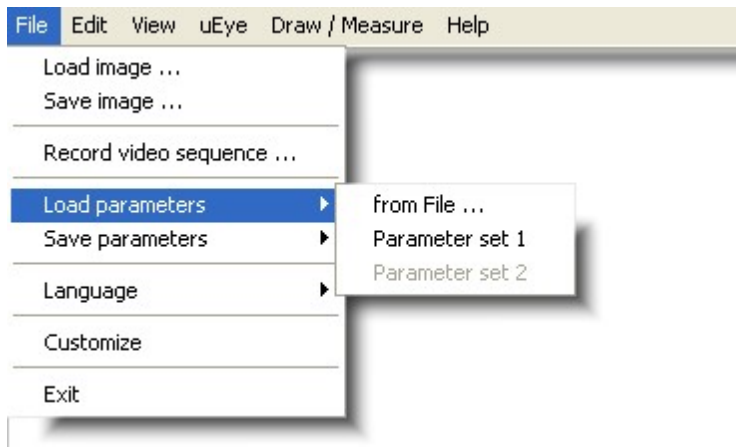 File Edit View uEye Draw / Measure Help
Load image ...
Save image ...
Record video sequence ...
Load parameters
Save parameters
Language
Customize
Exit
from File ...
Parameter set 1
Parameter set 2